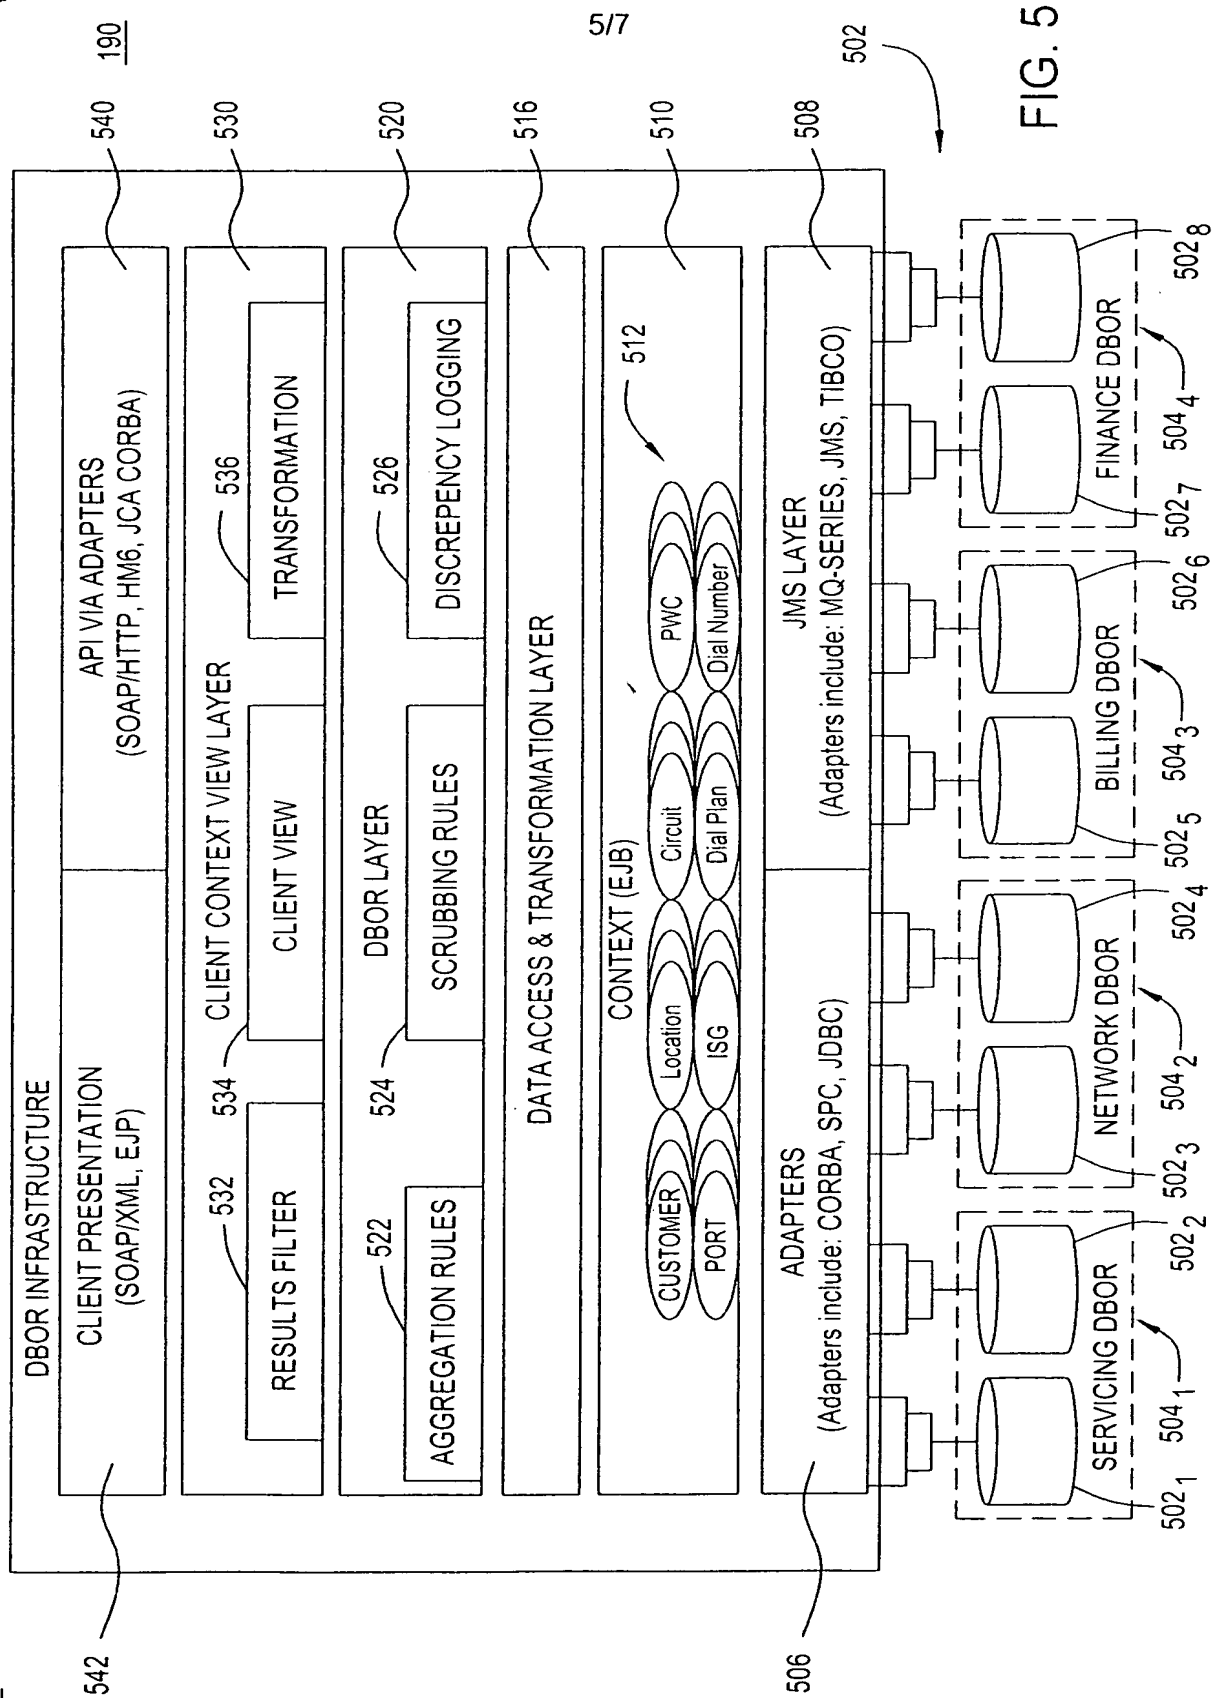 5/7
190
DBOR INFRASTRUCTURE
542
CLIENT PRESENTATION
(SOAP/XML, EJP)
API VIA ADAPTERS
(SOAP/HTTP, HM6, JCA CORBA)
540
CLIENT CONTEXT VIEW LAYER
530
532
RESULTS FILTER
534
CLIENT VIEW
536
TRANSFORMATION
DBOR LAYER
520
522
AGGREGATION RULES
524
SCRUBBING RULES
526
DISCREPENCY LOGGING
DATA ACCESS & TRANSFORMATION LAYER
516
CONTEXT (EJB)
510
512
CUSTOMER
Location
Circuit
PWC
PORT
ISG
Dial Plan
Dial Number
506
ADAPTERS
(Adapters include: CORBA, SPC, JDBC)
JMS LAYER
(Adapters include: MQ-SERIES, JMS, TIBCO)
508
502
SERVICING DBOR
NETWORK DBOR
BILLING DBOR
FINANCE DBOR
502 1
504 1
502 2
502 3
504 2
502 4
502 5
504 3
502 6
502 7
504 4
502 8
FIG. 5